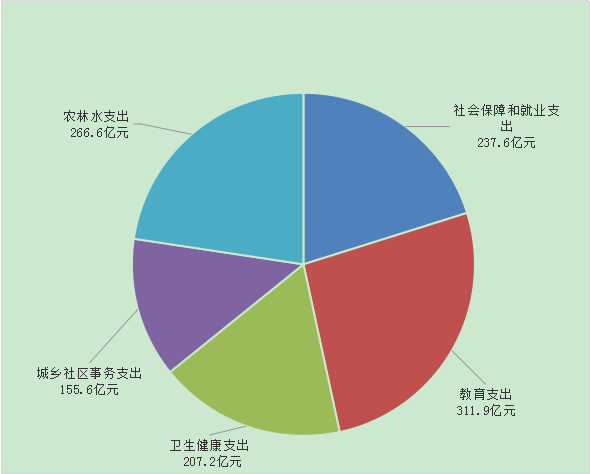 农林水支出
266.6亿元
社会保障和就业支
出
237.6亿元
城乡社区事务支出
155.6亿元
教育支出
311.9亿元
卫生健康支出
207.2亿元